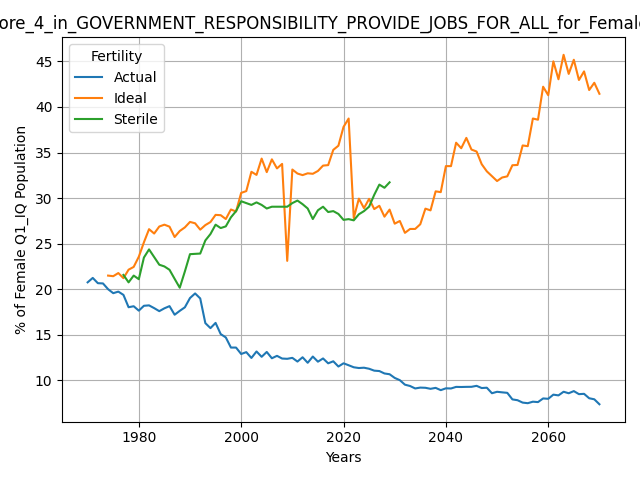 ore_4_in_GOVERNMENT_RESPONSIBILITY_PROVIDE_JOBS_FOR_ALL_for_Female
Fertility
Actual
Ideal
Sterile
% of Female Q1_IQ Population
45
40
35
30
25
20
15
10
1980 2000 2020 2040 2060
Years